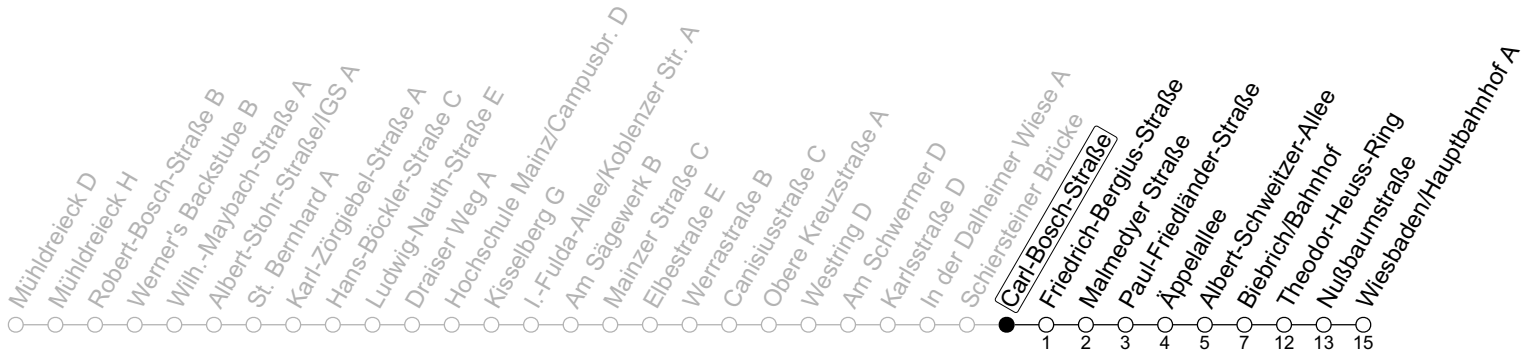 Mühldreieck D
Mühldreieck H
Robert-Bosch-Straße B
Werner's Backstube B
Wilh.-Maybach-Straße A
Albert-Stohr-Straße/IGS A
St. Bernhard A
Karl-Zörgiebel-Straße A
Hans-Böckler-Straße C
Ludwig-Nauth-Straße E
Draiser Weg A
Hochschule Mainz/Campusbr. D
Kisselberg G
I.-Fulda-Allee/Koblenzer Str. A
Am Sägewerk B
Mainzer Straße C
Elbestraße E
Werrastraße B
Canisiusstraße C
Obere Kreuzstraße A
Westring D
Am Schwermer D
Karlsstraße D
In der Dalheimer Wiese A
Schiersteiner Brücke
Carl-Bosch-Straße
Friedrich-Bergius-Straße
Malmedyer Straße
Paul-Friedländer-Straße
Äppelallee
Albert-Schweitzer-Allee
Biebrich/Bahnhof
Theodor-Heuss-Ring
Nußbaumstraße
Wiesbaden/Hauptbahnhof A
1 2 3 4 5 7 12 13 15